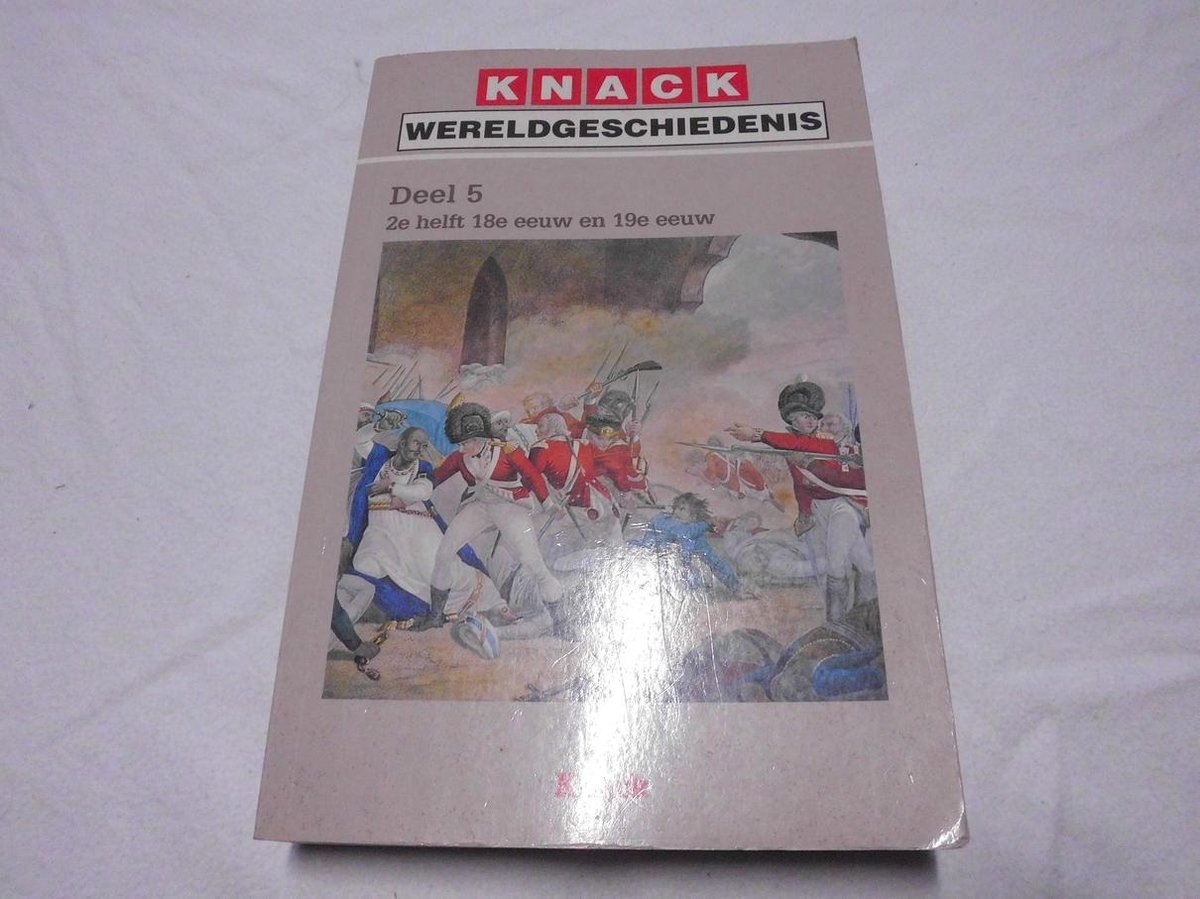 KNACK
WERELDGESCHIEDENIS
Deel 5
2e helft 18e eeuw en 19e eeuw